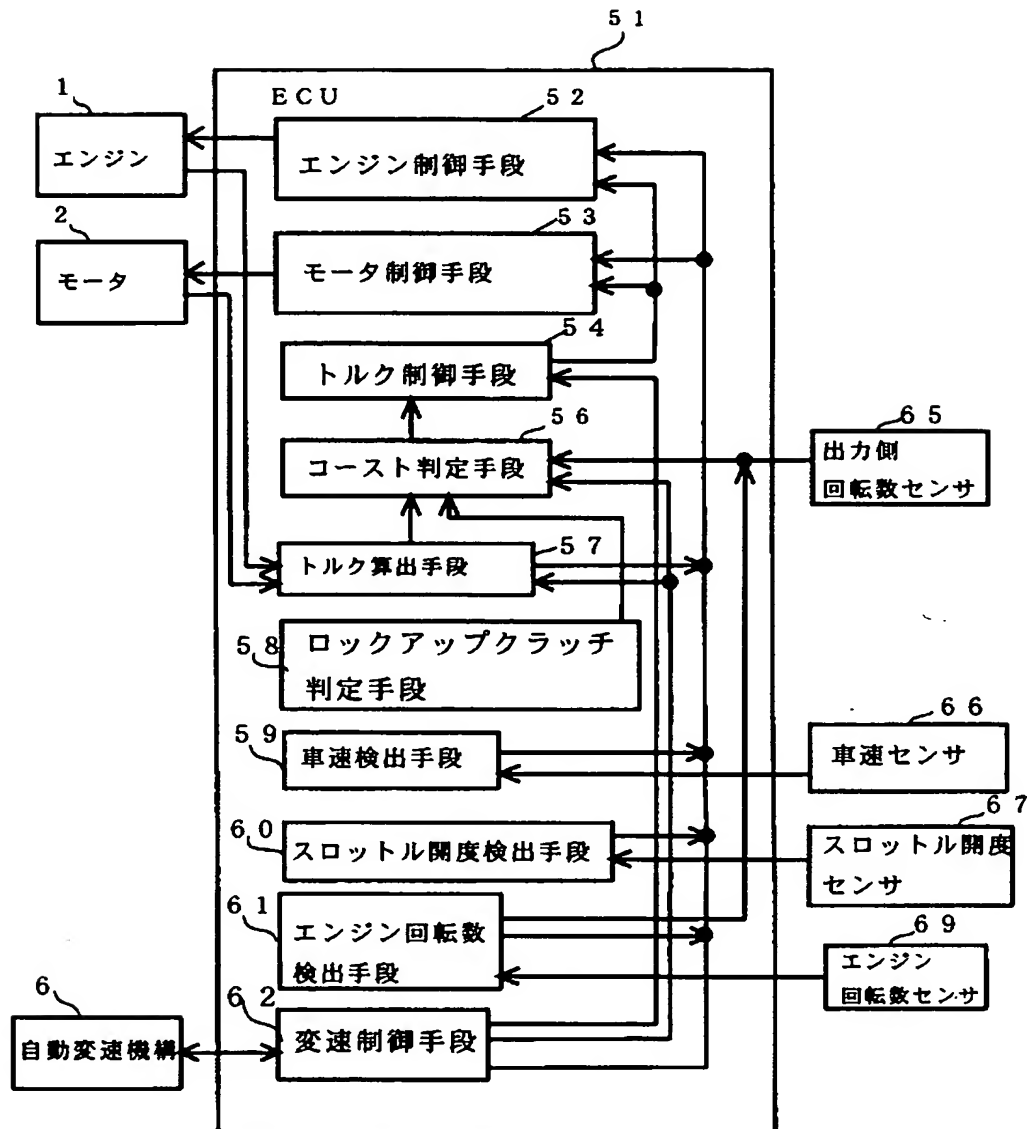 ５１
１
ＥＣＵ
５２
エンジン
エンジン制御手段
２
５３
モータ
モータ制御手段
５４
トルク制御手段
５６
６５
コースト判定手段
出力側
回転数センサ
５７
トルク算出手段
５８
ロックアップクラッチ
判定手段
６６
５９
車速検出手段
車速センサ
６７
６０
スロットル開度検出手段
スロットル開度
センサ
６１
エンジン回転数
検出手段
６９
エンジン
回転数センサ
６
６２
自動変速機構
変速制御手段